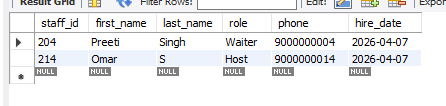 Result Grid Filter Rows: Edit: Expor
staff_id first_name last_name role phone hire_date
204 Preeti Singh Waiter 9000000004 2026-04-07
214 Omar S Host 9000000014 2026-04-07
NULL NULL NULL NULL NULL NULL